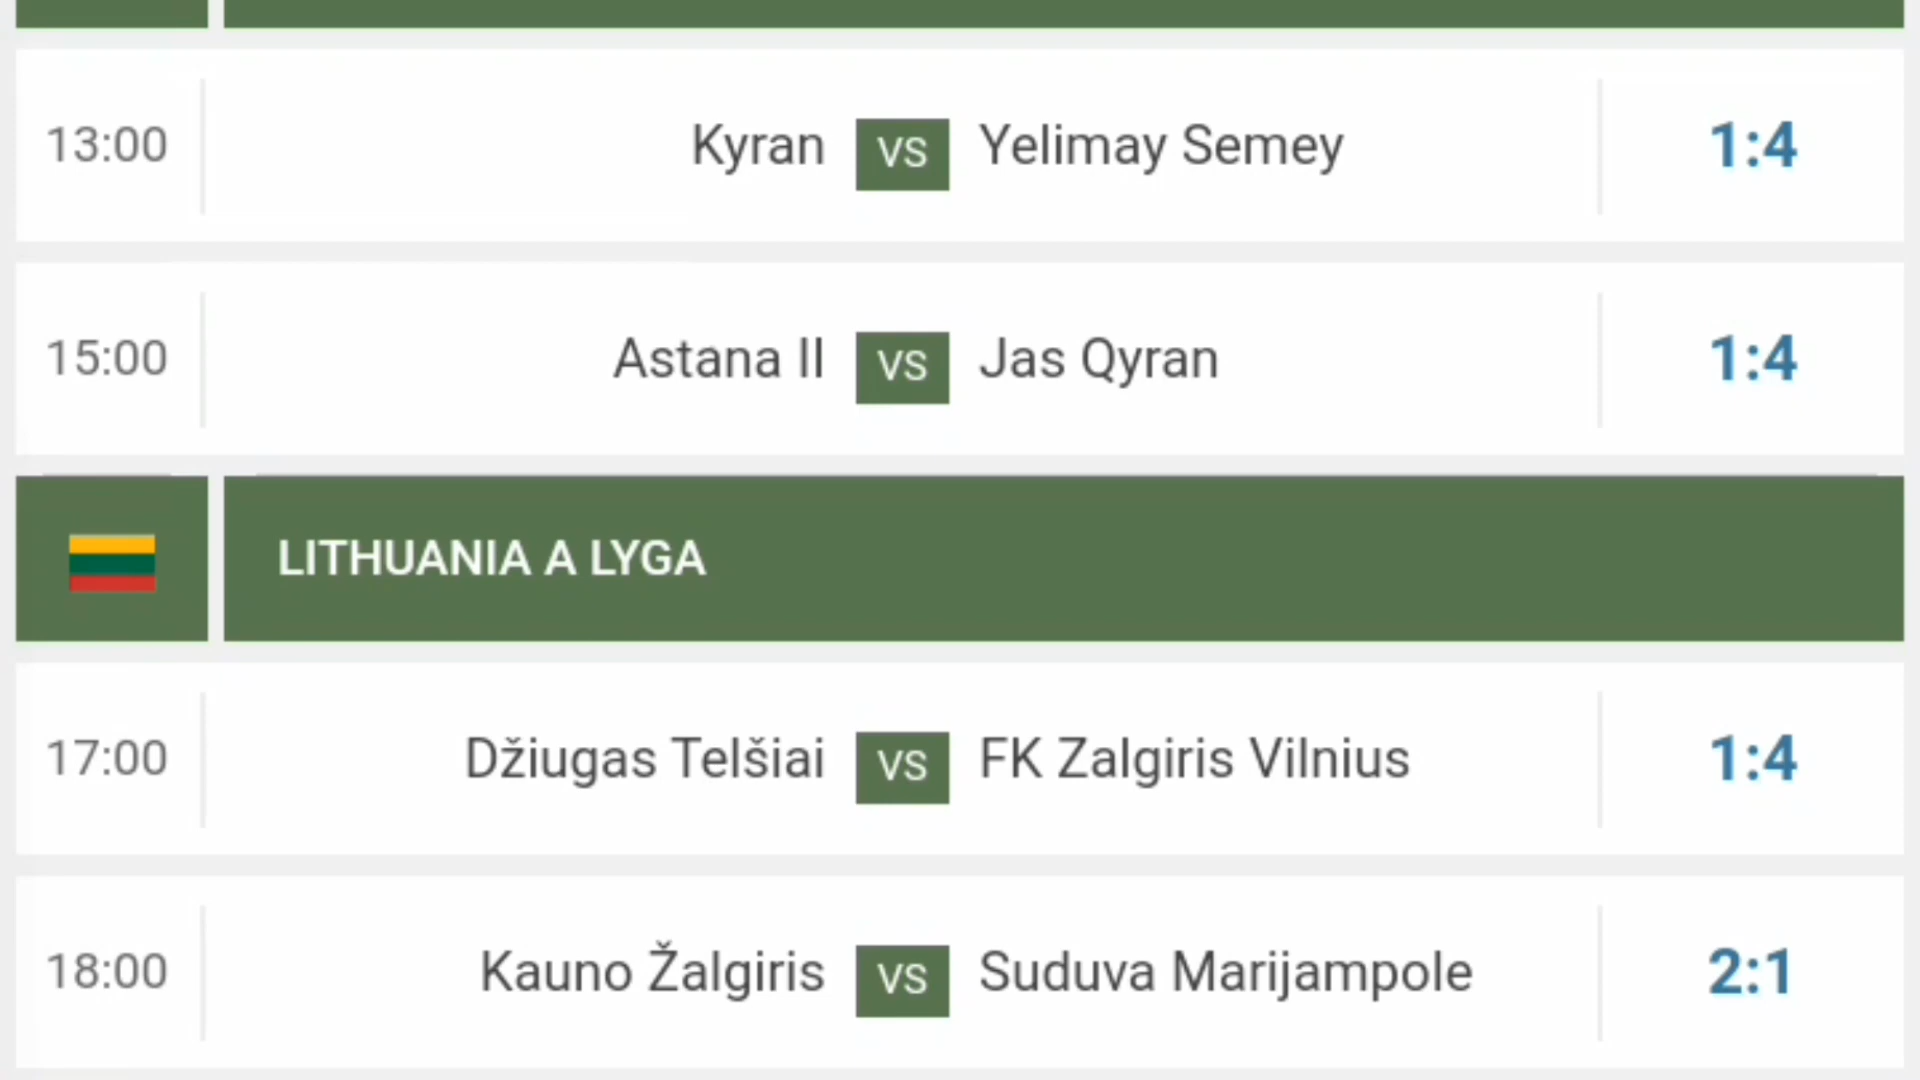 13:00 Kyran VS Yelimay Semey 1:4
15:00 Astana II VS Jas Qyran 1:4
LITHUANIA A LYGA
17:00 Džiugas Telšiai VS FK Zalgiris Vilnius 1:4
18:00 Kauno Žalgiris VS Suduva Marijampole 2:1